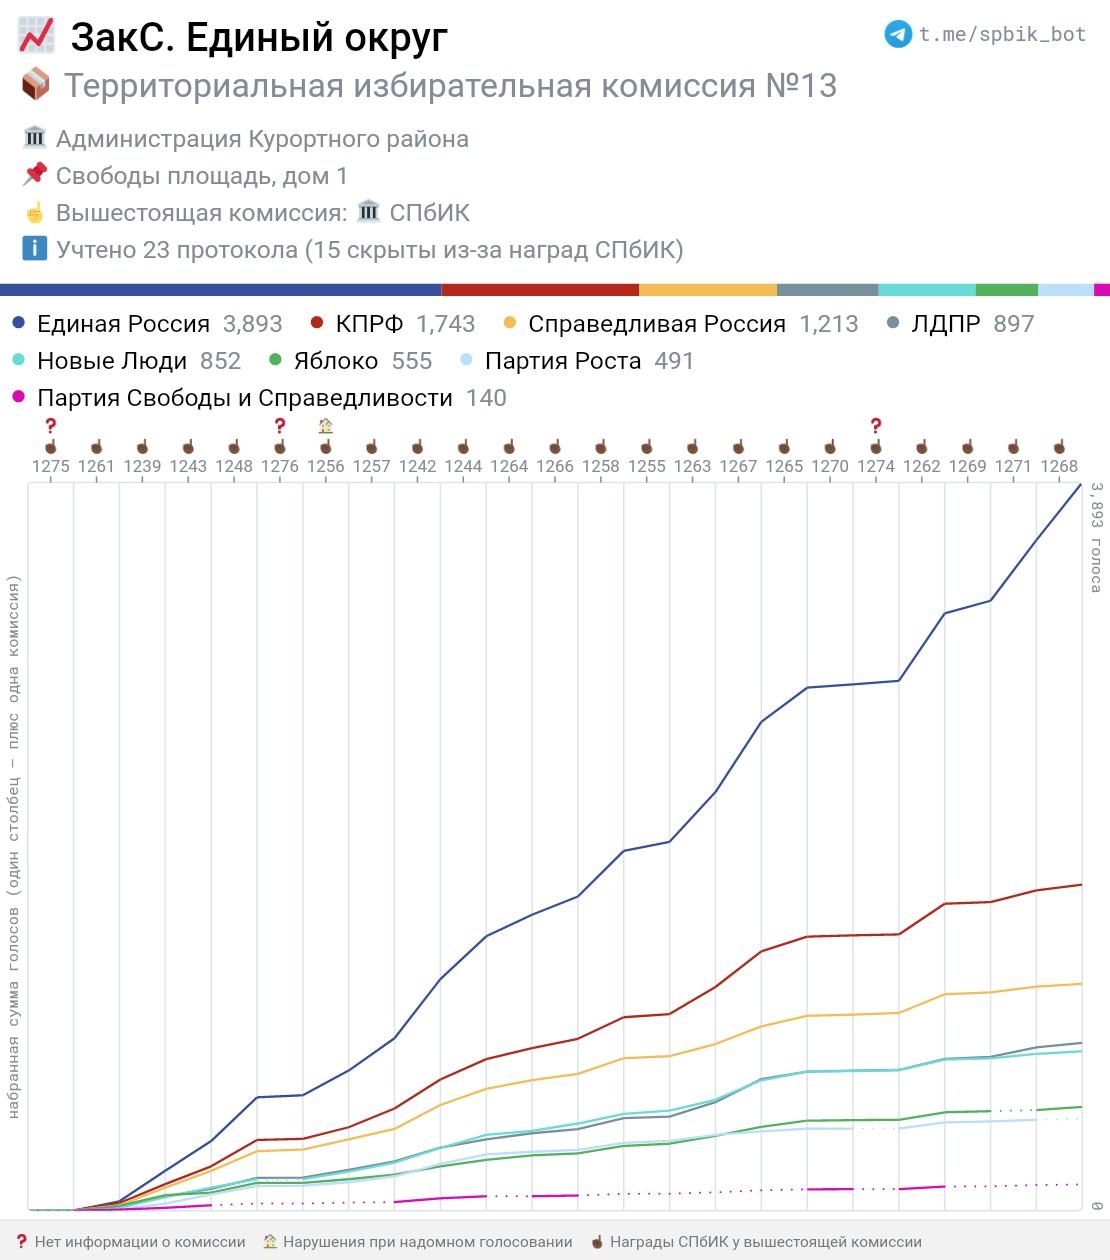 ЗакС. Единый округ
t.me/spbik_bot
Территориальная избирательная комиссия №13
Администрация Курортного района
Свободы площадь, дом 1
Вышестоящая комиссия: СПбИК
Учтено 23 протокола (15 скрыты из-за наград СПбИК)
Единая Россия 3,893 КПРФ 1,743 Справедливая Россия 1,213 ЛДПР 897
Новые Люди 852 Яблоко 555 Партия Роста 491
Партия Свободы и Справедливости 140
1275 1261 1239 1243 1248 1276 1256 1257 1242 1244 1264 1266 1258 1255 1263 1267 1265 1270 1274 1262 1269 1271 1268
3,893 голоса
набранная сумма голосов (один столбец – плюс одна комиссия)
0
Нет информации о комиссии Нарушения при надомном голосовании Награды СПбИК у вышестоящей комиссии